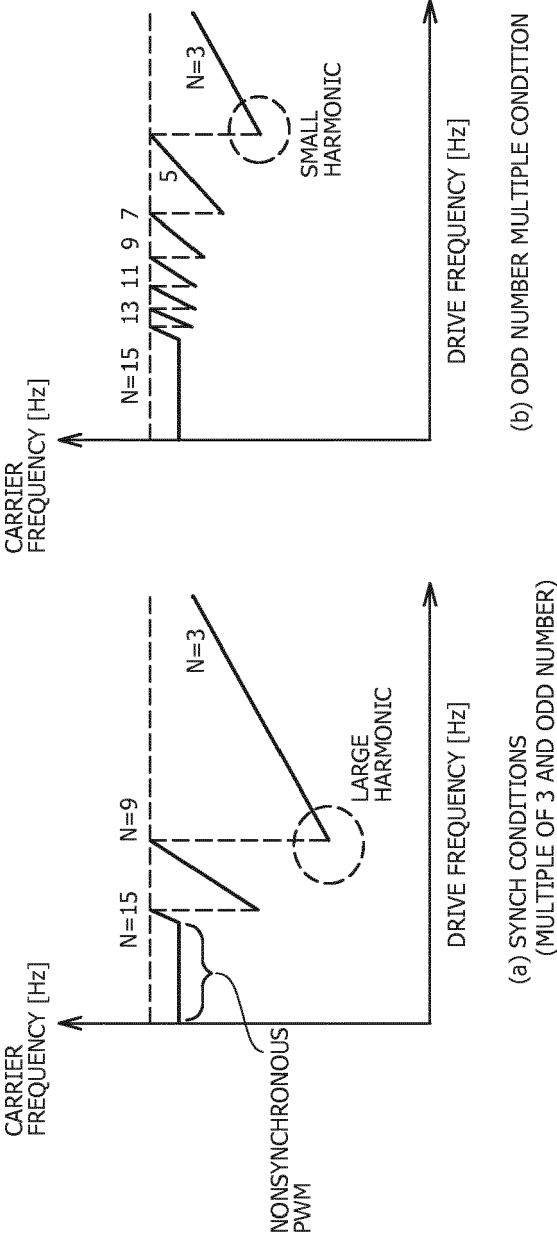 CARRIER
FREQUENCY [Hz]
N=15
N=9
N=3
LARGE
HARMONIC
NONSYNCHRONOUS
PWM
DRIVE FREQUENCY [Hz]
(a) SYNCH CONDITIONS
(MULTIPLE OF 3 AND ODD NUMBER)
CARRIER
FREQUENCY [Hz]
N=15 13 11 9 7
5
N=3
SMALL
HARMONIC
DRIVE FREQUENCY [Hz]
(b) ODD NUMBER MULTIPLE CONDITION